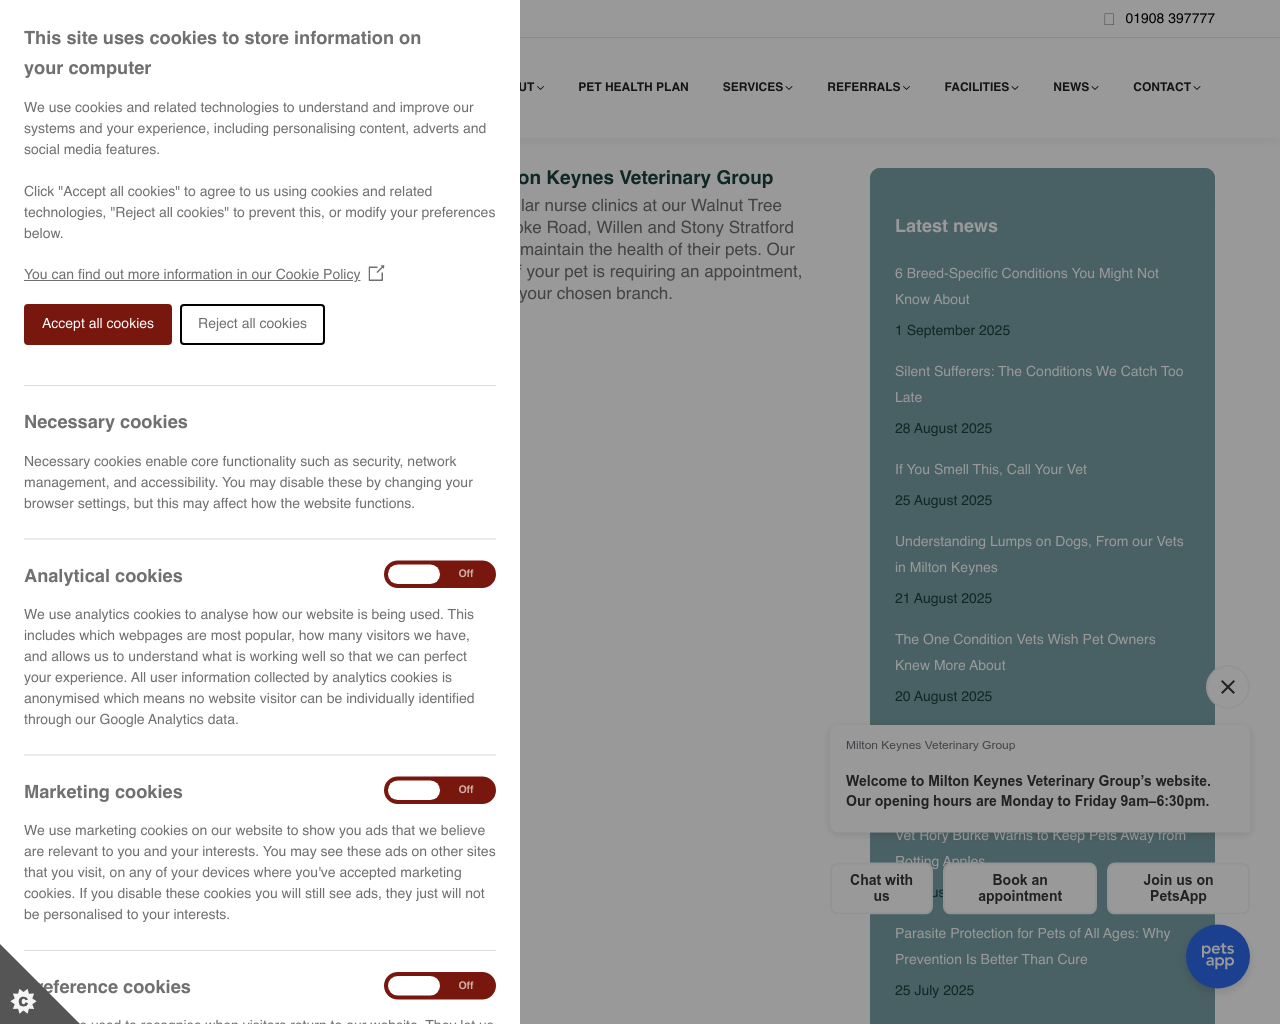 This site uses cookies to store information on
your computer
We use cookies and related technologies to understand and improve our
systems and your experience, including personalising content, adverts and
social media features.
Click "Accept all cookies" to agree to us using cookies and related
technologies, "Reject all cookies" to prevent this, or modify your preferences
below.
You can find out more information in our Cookie Policy
Accept all cookies
Reject all cookies
Necessary cookies
Necessary cookies enable core functionality such as security, network
management, and accessibility. You may disable these by changing your
browser settings, but this may affect how the website functions.
Analytical cookies
Off
We use analytics cookies to analyse how our website is being used. This
includes which webpages are most popular, how many visitors we have,
and allows us to understand what is working well so that we can perfect
your experience. All user information collected by analytics cookies is
anonymised which means no website visitor can be individually identified
through our Google Analytics data.
Marketing cookies
Off
We use marketing cookies on our website to show you ads that we believe
are relevant to you and your interests. You may see these ads on other sites
that you visit, on any of your devices where you've accepted marketing
cookies. If you disable these cookies you will still see ads, they just will not
be personalised to your interests.
eference cookies
Off
used to recognise when visitors return to our website. They let us
01908 397777
UT
PET HEALTH PLAN
SERVICES
REFERRALS
FACILITIES
NEWS
CONTACT
on Keynes Veterinary Group
lar nurse clinics at our Walnut Tree
oke Road, Willen and Stony Stratford
maintain the health of their pets. Our
f your pet is requiring an appointment,
your chosen branch.
Latest news
6 Breed-Specific Conditions You Might Not
Know About
1 September 2025
Silent Sufferers: The Conditions We Catch Too
Late
28 August 2025
If You Smell This, Call Your Vet
25 August 2025
Understanding Lumps on Dogs, From our Vets
in Milton Keynes
21 August 2025
The One Condition Vets Wish Pet Owners
Knew More About
20 August 2025
Milton Keynes Veterinary Group
Welcome to Milton Keynes Veterinary Group's website.
Our opening hours are Monday to Friday 9am–6:30pm.
Vet Rory Burke Warns to Keep Pets Away from
Rotting Apples
Chat with
us
Book an
appointment
Join us on
PetsApp
Parasite Protection for Pets of All Ages: Why
Prevention Is Better Than Cure
25 July 2025
pets
app